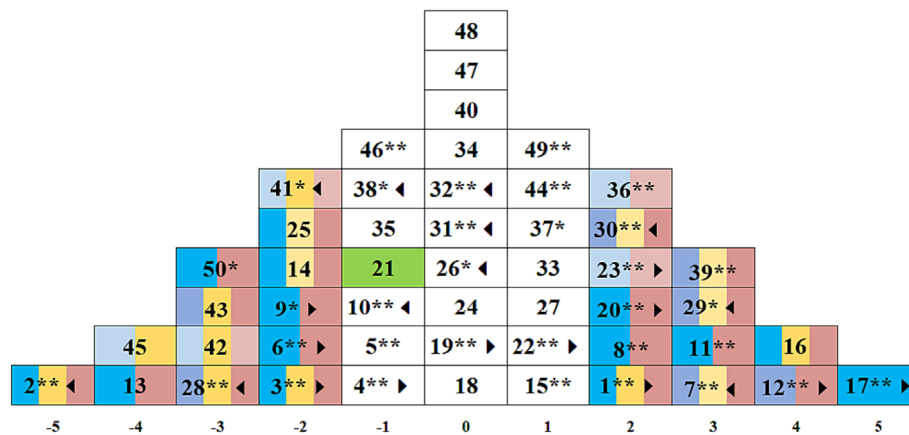 48
47
40
46** 34 49**
41* ◄ 38* ◄ 32** ◄ 44** 36**
25 35 31** ◄ 37* 30** ◄
50* 14 21 26* ◄ 33 23** ► 39**
43 9* ► 10** ◄ 24 27 20** ► 29* ◄
45 42 6** ► 5** 19** ► 22** ► 8** 11** 16
2** ◄ 13 28** ◄ 3** ► 4** ► 18 15** 1** ► 7** ◄ 12** ► 17** ►
-5 -4 -3 -2 -1 0 1 2 3 4 5